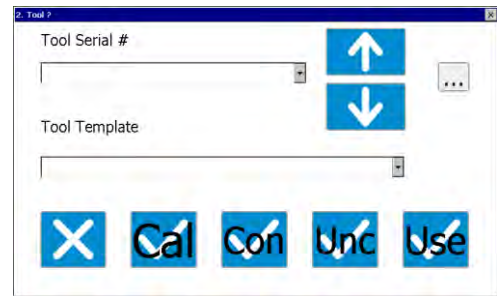 2. Tool ?
Tool Serial #
...
Tool Template
Cal Con Unc Use